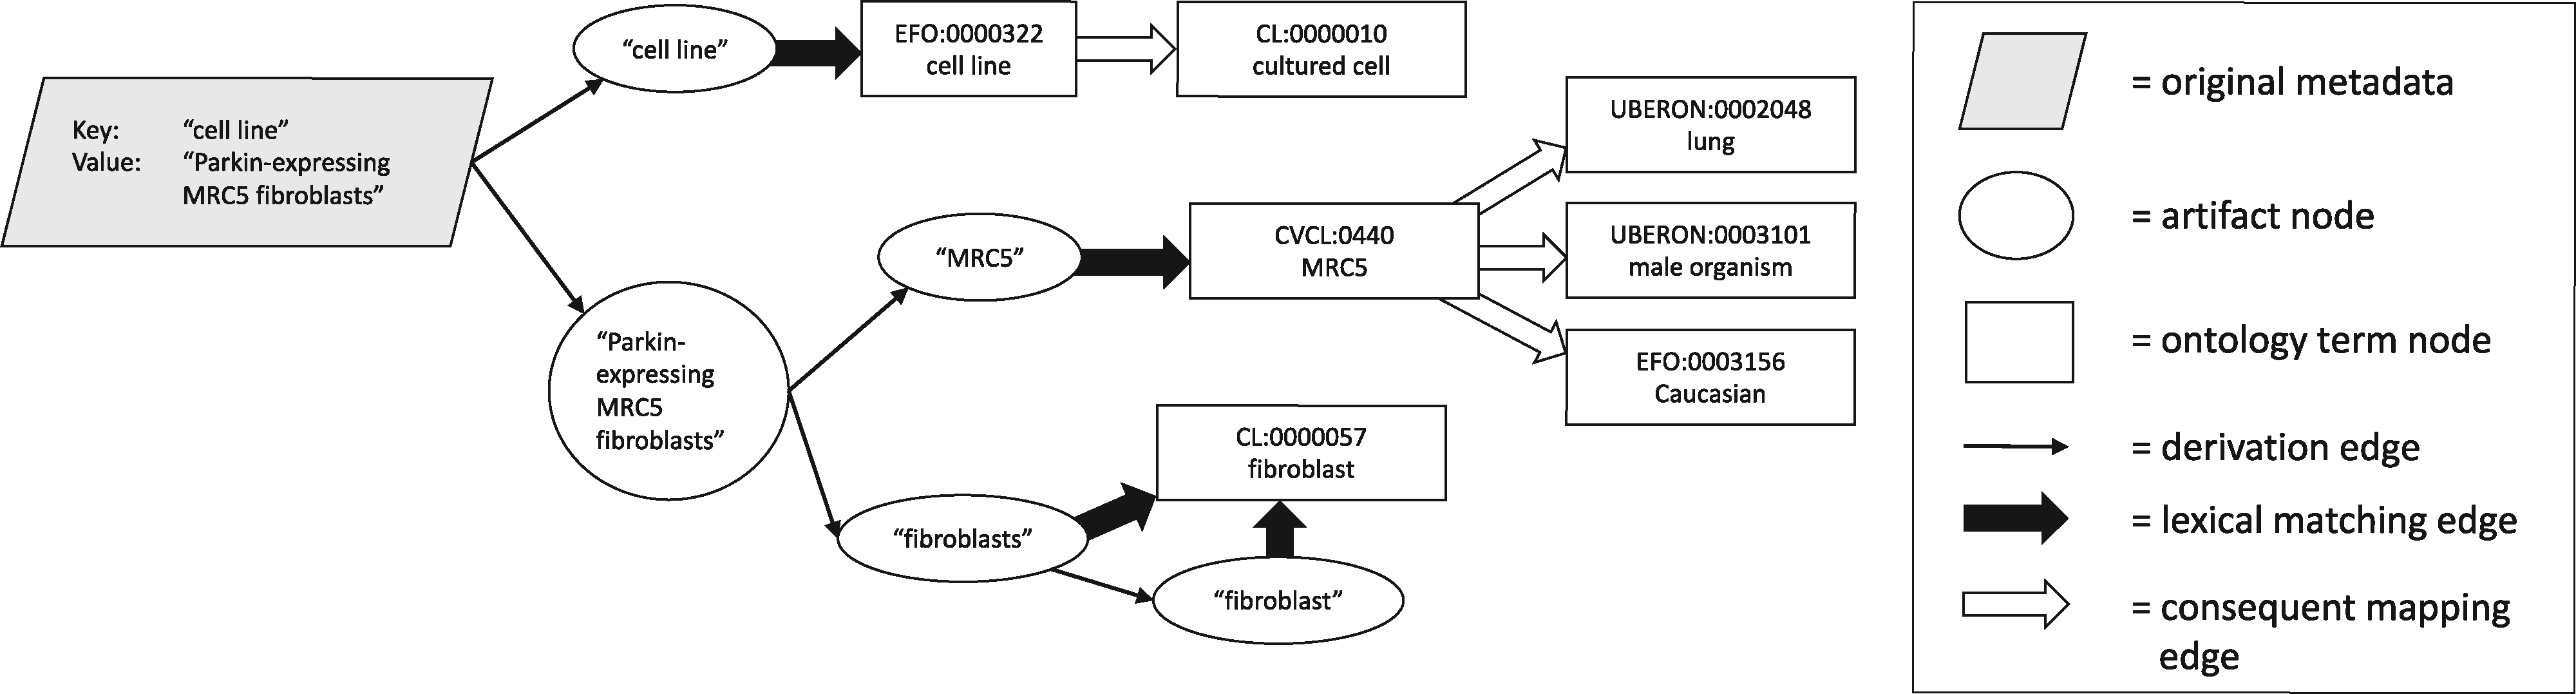 Key: “cell line”
Value: “Parkin-expressing
MRC5 fibroblasts”
“cell line”
EFO:0000322
cell line
CL:0000010
cultured cell
“Parkin-
expressing
MRC5
fibroblasts”
“MRC5”
CVCL:0440
MRC5
UBERON:0002048
lung
UBERON:0003101
male organism
EFO:0003156
Caucasian
“fibroblasts”
CL:0000057
fibroblast
“fibroblast”
= original metadata
= artifact node
= ontology term node
= derivation edge
= lexical matching edge
= consequent mapping
edge